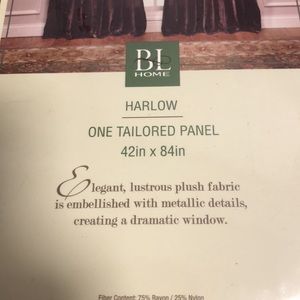 BL
HOME
HARLOW
ONE TAILORED PANEL
42in x 84in
Elegant, lustrous plush fabric
is embellished with metallic details,
creating a dramatic window.
Fiber Content: 75% Rayon / 25% Nylon